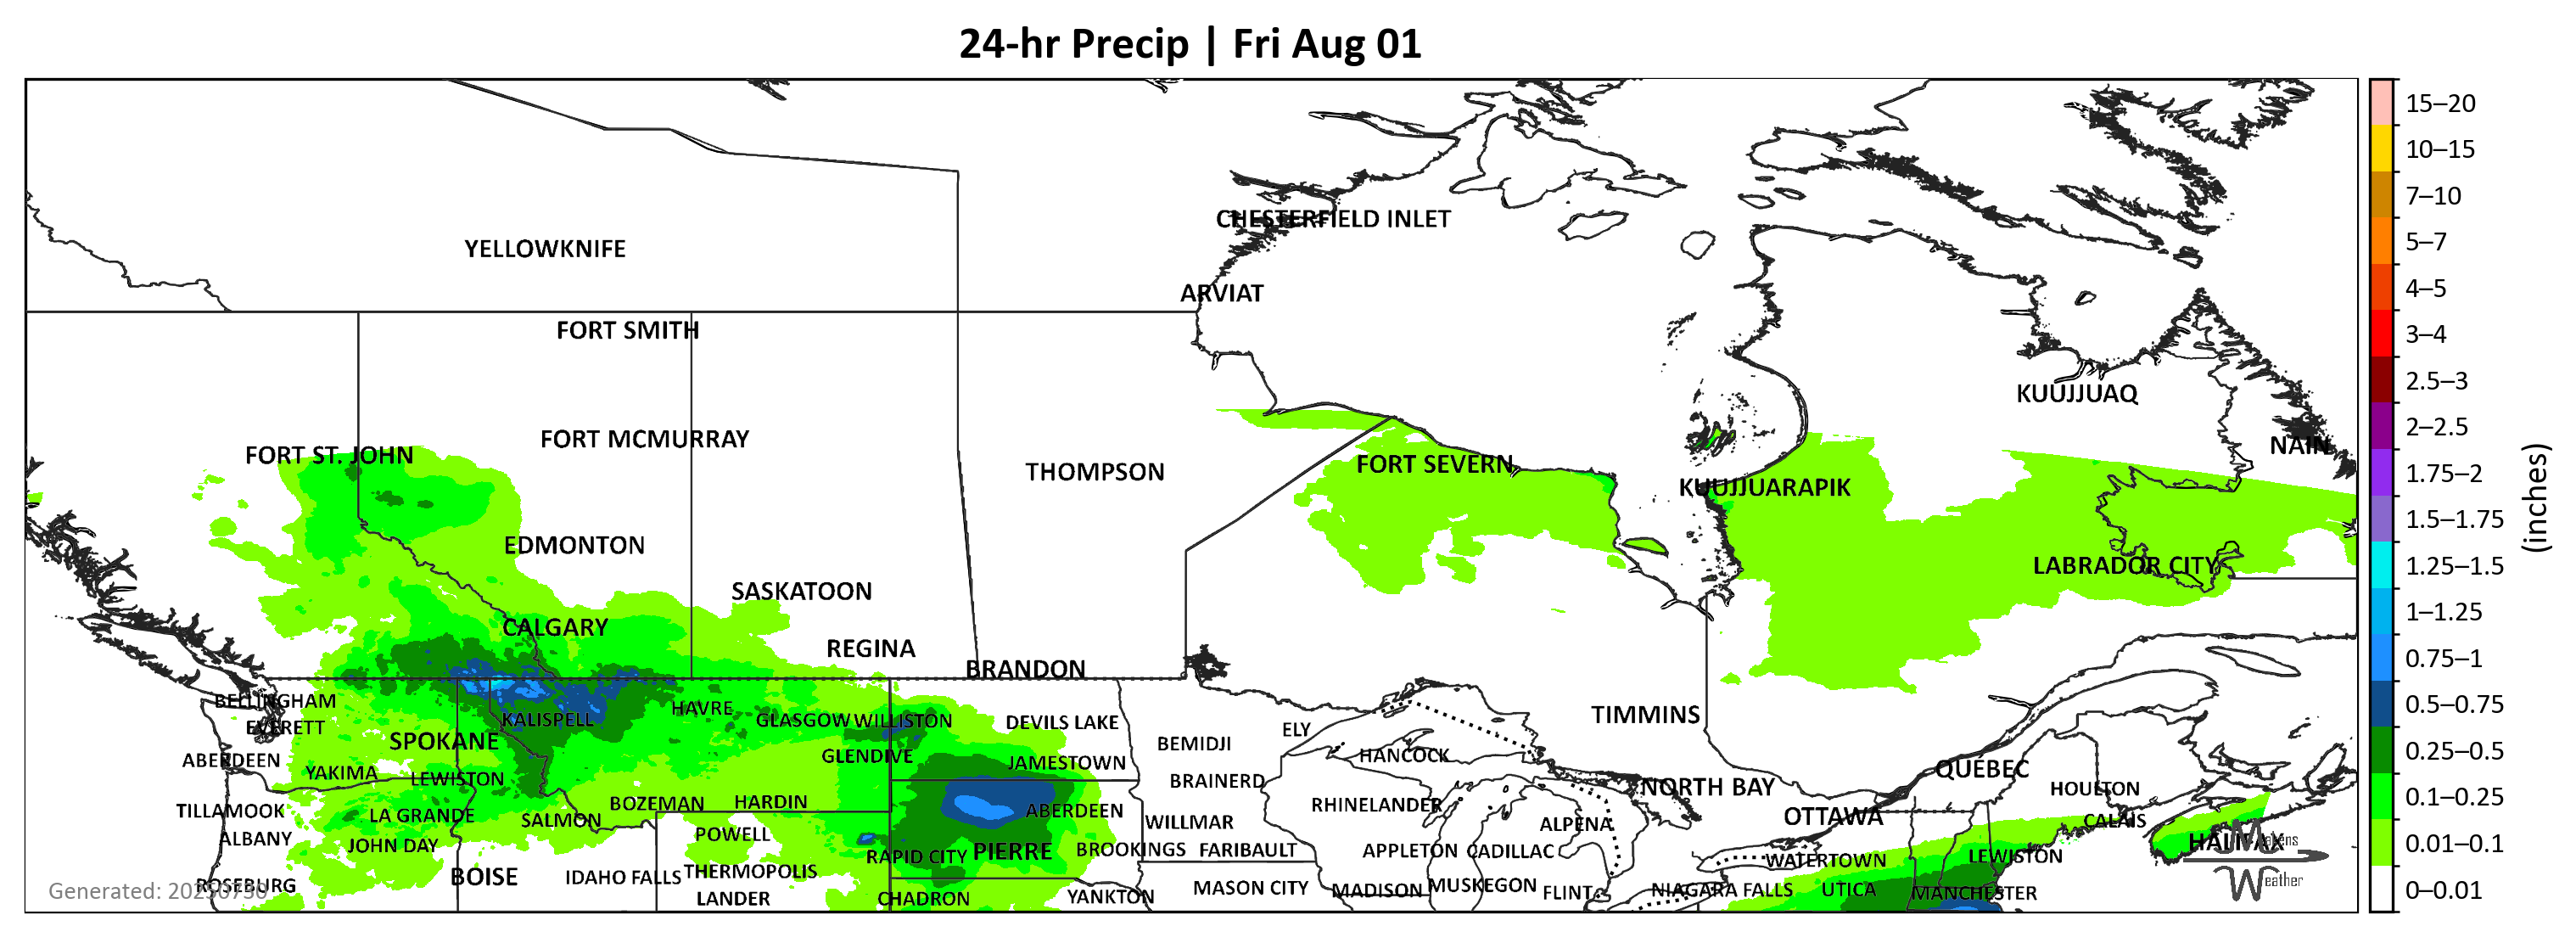 24-hr Precip | Fri Aug 01
15–20
10–15
7–10
5–7
4–5
3–4
2.5–3
2–2.5
1.75–2
1.5–1.75
1.25–1.5
1–1.25
0.75–1
0.5–0.75
0.25–0.5
0.1–0.25
0.01–0.1
0–0.01
(inches)
CHESTERFIELD INLET
YELLOWKNIFE
ARVIAT
FORT SMITH
KUUJJUAQ
FORT MCMURRAY
NAIN
FORT ST. JOHN
FORT SEVERN
THOMPSON
KUUJJUARAPIK
EDMONTON
LABRADOR CITY
SASKATOON
CALGARY
REGINA
BRANDON
BELLINGHAM
HAVRE
TIMMINS
KALISPELL
GLASGOW
WILLISTON
DEVILS LAKE
EVERETT
ELY
SPOKANE
BEMIDJI
GLENDIVE
HANCOCK
ABERDEEN
JAMESTOWN
QUÉBEC
YAKIMA
LEWISTON
BRAINERD
NORTH BAY
HOULTON
BOZEMAN
HARDIN
RHINELANDER
TILLAMOOK
LA GRANDE
ABERDEEN
OTTAWA
SALMON
WILLMAR
ALPENA
CALAIS
ALBANY
POWELL
JOHN DAY
HALIFAX
RAPID CITY
PIERRE
BROOKINGS
FARIBAULT
APPLETON
CADILLAC
WATERTOWN
LEWISTON
BOISE
IDAHO FALLS
THERMOPOLIS
ROSEBURG
MASON CITY
MADISON
MUSKEGON
FLINT
NIAGARA FALLS
UTICA
MANCHESTER
LANDER
CHADRON
YANKTON
Generated: 20250730
Weather